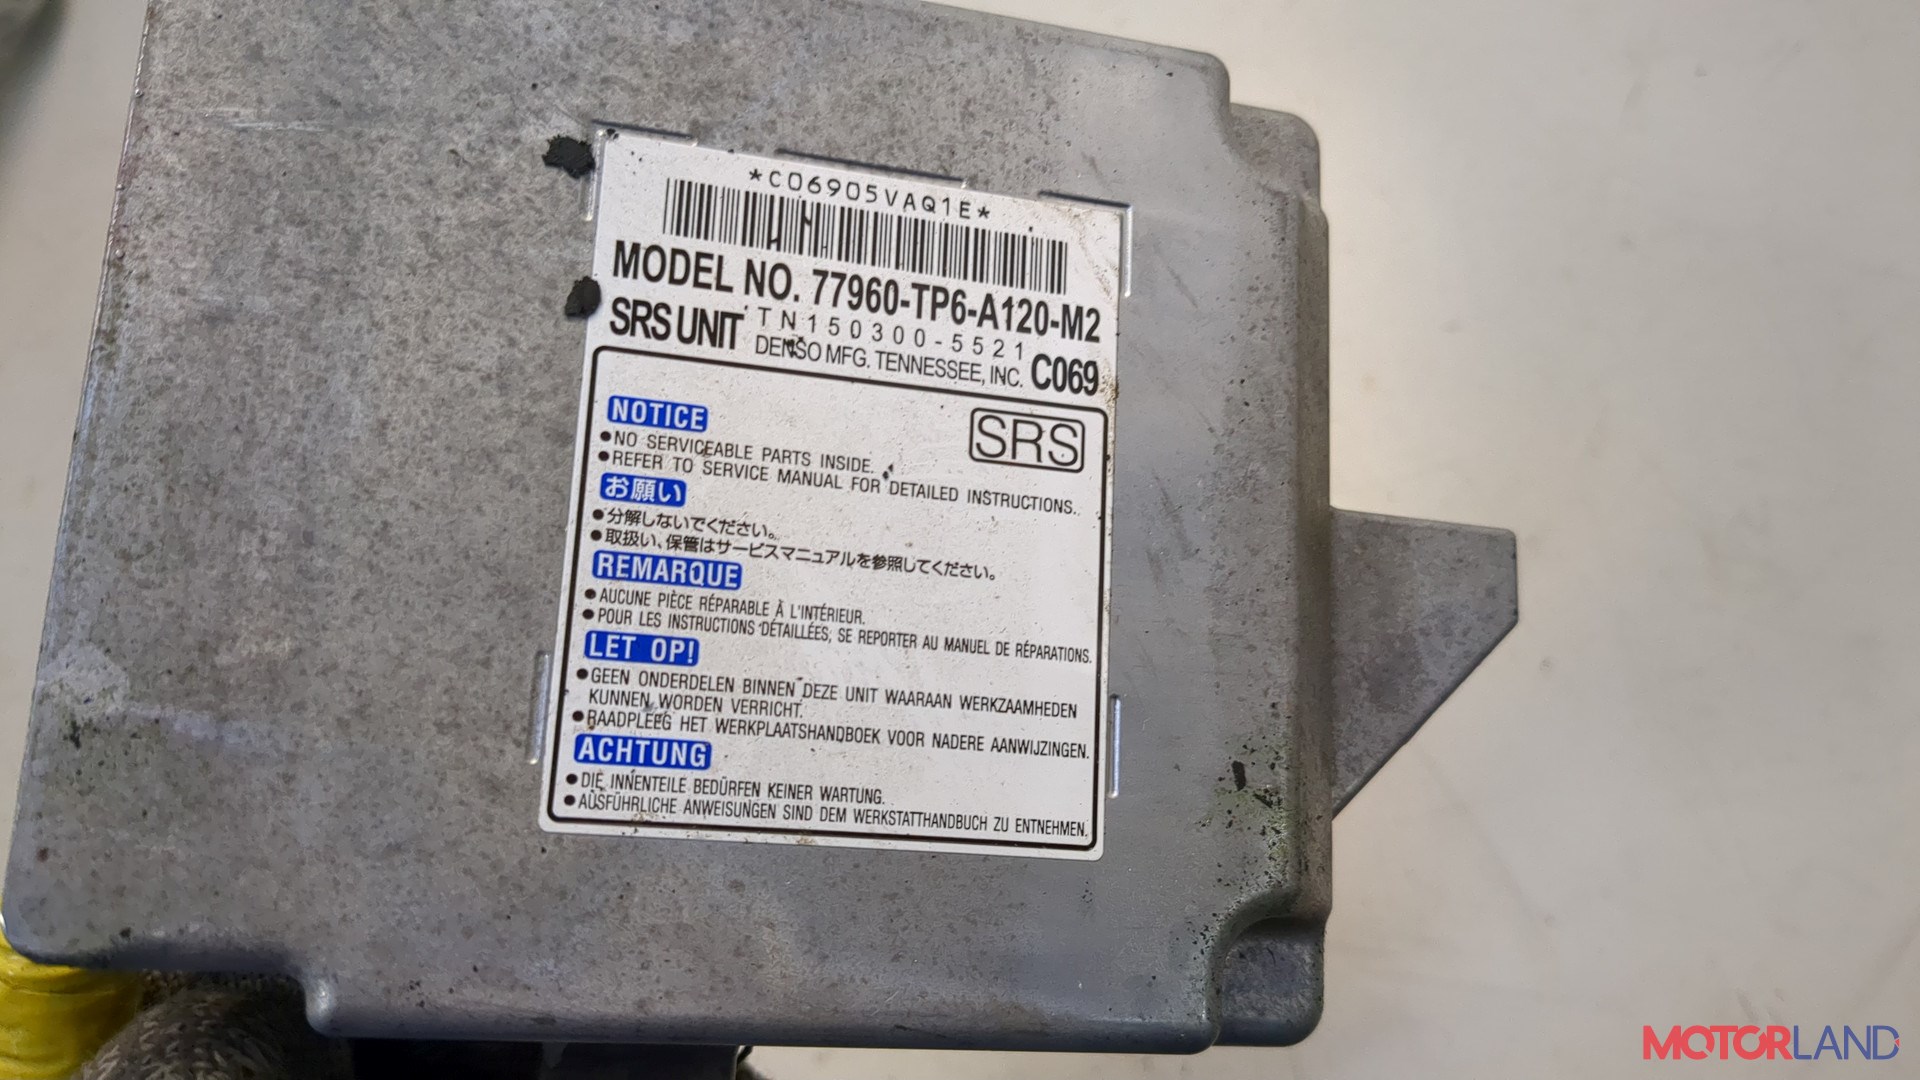 *C06905VAQ1E*
MODEL NO. 77960-TP6-A120-M2
SRS UNIT TN150300-5521
DENSO MFG. TENNESSEE, INC. C069
NOTICE
SRS
●NO SERVICEABLE PARTS INSIDE.
●REFER TO SERVICE MANUAL FOR DETAILED INSTRUCTIONS.
お願い
●分解しないでください。
●取扱い、保管はサービスマニュアルを参照してください。
REMARQUE
●AUCUNE PIÈCE RÉPARABLE À L'INTÉRIEUR.
●POUR LES INSTRUCTIONS DÉTAILLÉES, SE REPORTER AU MANUEL DE RÉPARATIONS.
LET OP!
●GEEN ONDERDELEN BINNEN DEZE UNIT WAARAAN WERKZAAMHEDEN
KUNNEN WORDEN VERRICHT.
●RAADPLEEG HET WERKPLAATSHANDBOEK VOOR NADERE AANWIJZINGEN.
ACHTUNG
●DIE INNENTEILE BEDÜRFEN KEINER WARTUNG.
●AUSFÜHRLICHE ANWEISUNGEN SIND DEM WERKSTATTHANDBUCH ZU ENTNEHMEN.
MOTORLAND